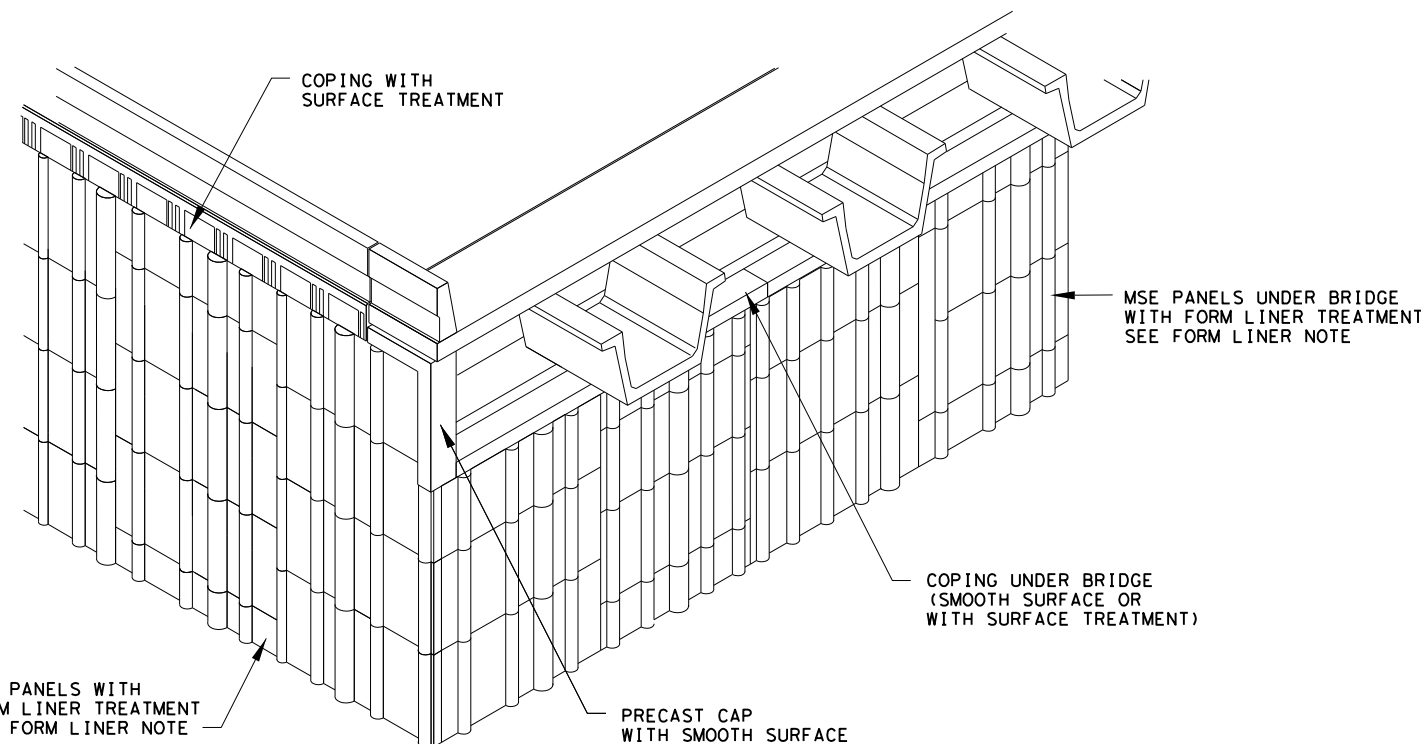 COPING WITH
SURFACE TREATMENT
MSE PANELS UNDER BRIDGE
WITH FORM LINER TREATMENT
SEE FORM LINER NOTE
COPING UNDER BRIDGE
(SMOOTH SURFACE OR
WITH SURFACE TREATMENT)
PANELS WITH
LINER TREATMENT
FORM LINER NOTE
PRECAST CAP
WITH SMOOTH SURFACE